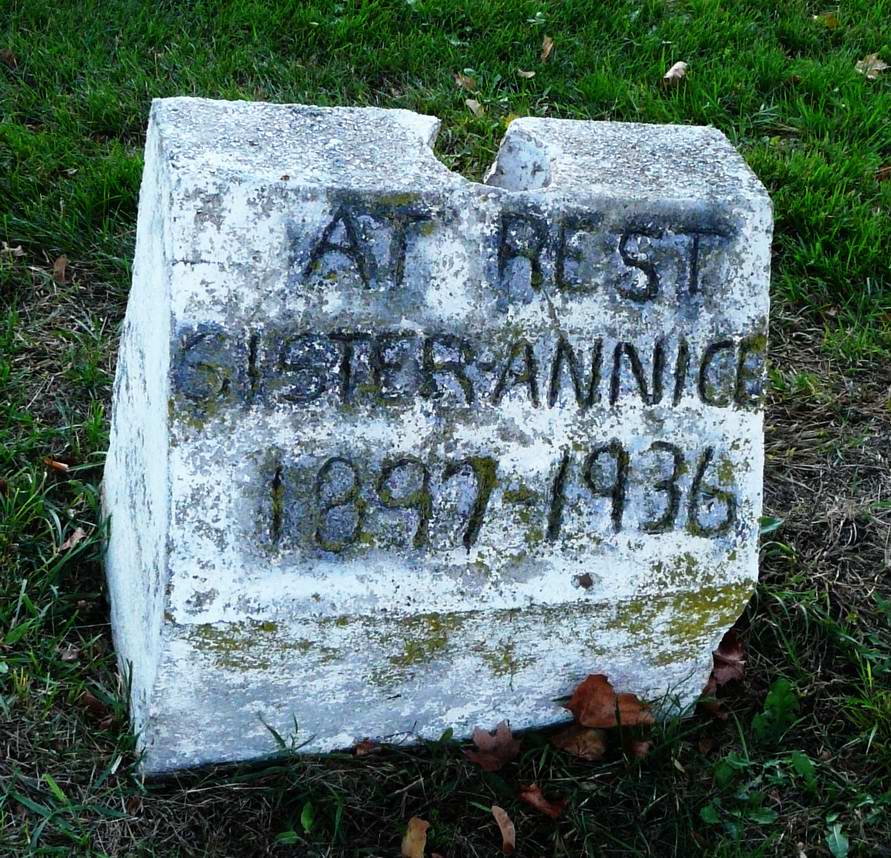 AT REST
SISTER-ANNICE
1897-1936